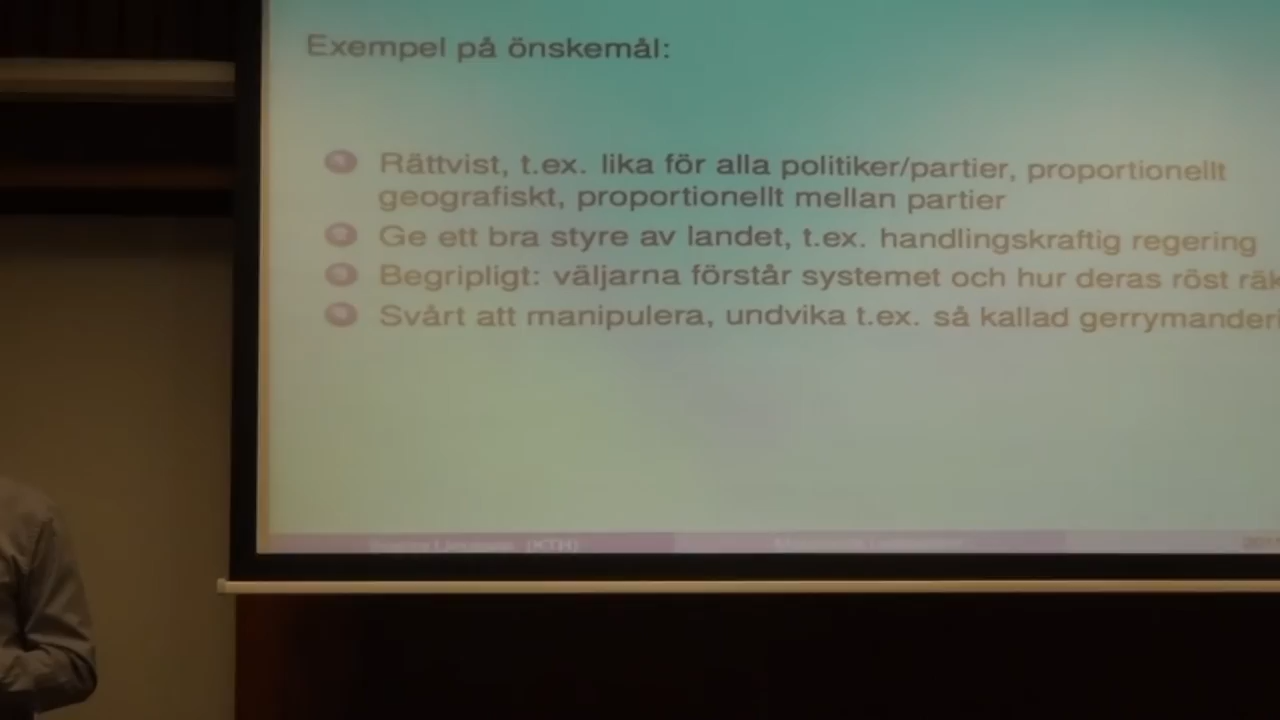 Exempel på önskemål:
Rättvist, t.ex. lika för alla politiker/partier, proportionellt
geografiskt, proportionellt mellan partier
Ge ett bra styre av landet, t.ex. handlingskraftig regering
Begripligt: väljarna förstår systemet och hur deras röst
Svårt att manipulera, undvika t.ex. så kallad
(KTH)